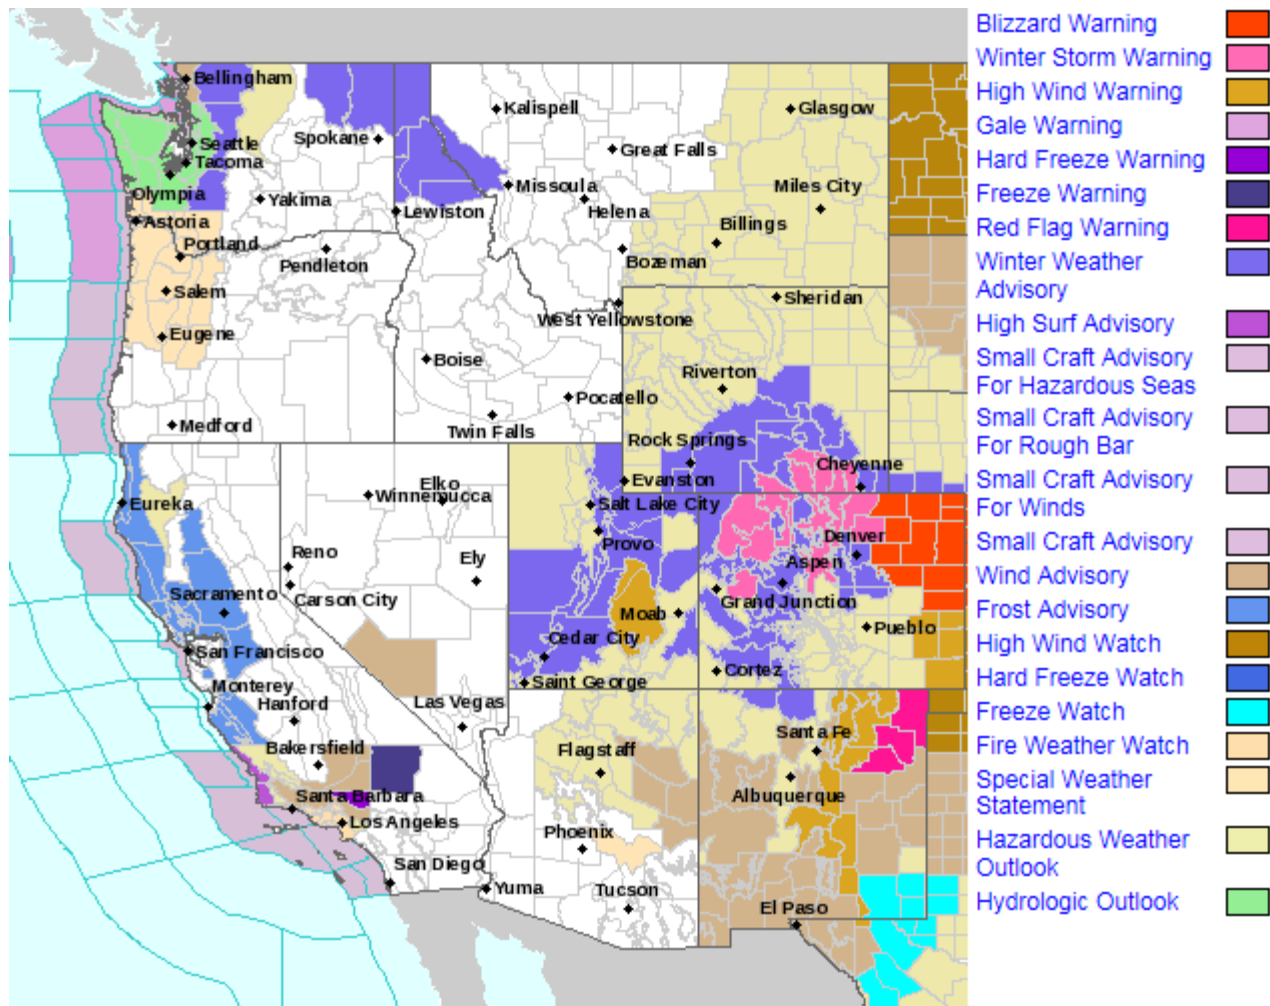 Bellingham
Seattle
Tacoma
Olympia
Astoria
Portland
Salem
Eugene
Medford
Spokane
Yakima
Pendleton
Lewiston
Kalispell
Great Falls
Missoula
Helena
Bozeman
West Yellowstone
Glasgow
Miles City
Billings
Sheridan
Boise
Pocatello
Twin Falls
Riverton
Rock Springs
Cheyenne
Evanston
Salt Lake City
Provo
Eureka
Elko
Winnemucca
Reno
Ely
Carson City
Sacramento
San Francisco
Monterey
Hanford
Bakersfield
Santa Barbara
Los Angeles
San Diego
Las Vegas
Moab
Cedar City
Saint George
Denver
Aspen
Grand Junction
Pueblo
Cortez
Flagstaff
Phoenix
Yuma
Tucson
Santa Fe
Albuquerque
El Paso
Blizzard Warning
Winter Storm Warning
High Wind Warning
Gale Warning
Hard Freeze Warning
Freeze Warning
Red Flag Warning
Winter Weather
Advisory
High Surf Advisory
Small Craft Advisory
For Hazardous Seas
Small Craft Advisory
For Rough Bar
Small Craft Advisory
For Winds
Small Craft Advisory
Wind Advisory
Frost Advisory
High Wind Watch
Hard Freeze Watch
Freeze Watch
Fire Weather Watch
Special Weather
Statement
Hazardous Weather
Outlook
Hydrologic Outlook